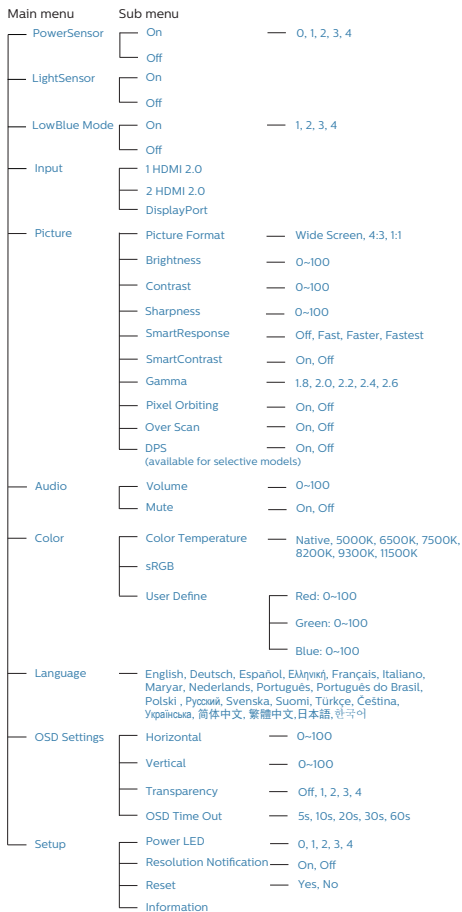 Main menu Sub menu
PowerSensor On 0, 1, 2, 3, 4
Off
LightSensor On
Off
LowBlue Mode On 1, 2, 3, 4
Off
Input 1 HDMI 2.0
2 HDMI 2.0
DisplayPort
Picture Picture Format Wide Screen, 4:3, 1:1
Brightness 0~100
Contrast 0~100
Sharpness 0~100
SmartResponse Off, Fast, Faster, Fastest
SmartContrast On, Off
Gamma 1.8, 2.0, 2.2, 2.4, 2.6
Pixel Orbiting On, Off
Over Scan On, Off
DPS On, Off
(available for selective models)
Audio Volume 0~100
Mute On, Off
Color Color Temperature Native, 5000K, 6500K, 7500K,
8200K, 9300K, 11500K
sRGB
User Define Red: 0~100
Green: 0~100
Blue: 0~100
Language English, Deutsch, Español, Ελληνική, Français, Italiano,
Maryar, Nederlands, Português, Português do Brasil,
Polski , Русский, Svenska, Suomi, Türkçe, Čeština,
Українська, 简体中文, 繁體中文,日本語,한국어
OSD Settings Horizontal 0~100
Vertical 0~100
Transparency Off, 1, 2, 3, 4
OSD Time Out 5s, 10s, 20s, 30s, 60s
Setup Power LED 0, 1, 2, 3, 4
Resolution Notification On, Off
Reset Yes, No
Information